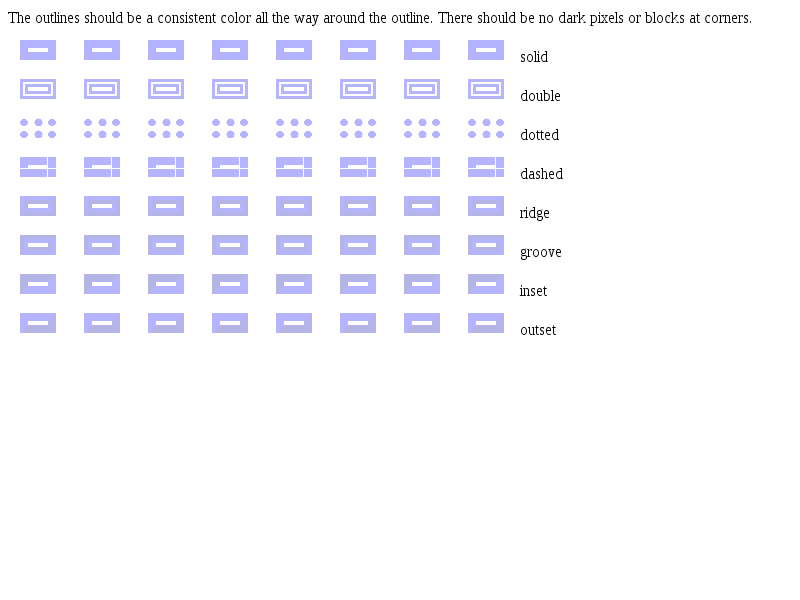 The outlines should be a consistent color all the way around the outline. There should be no dark pixels or blocks at corners.
solid
double
dotted
dashed
ridge
groove
inset
outset